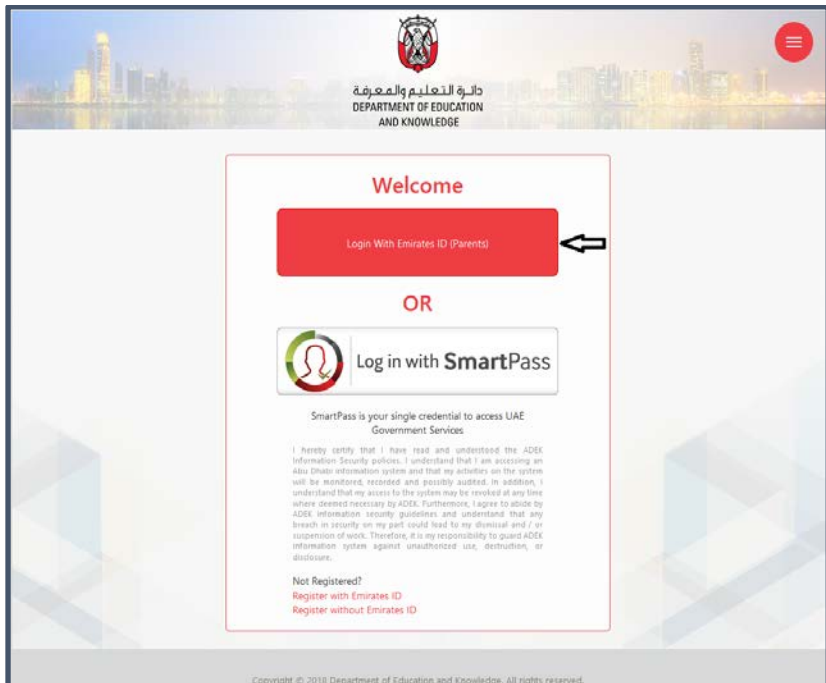 دائرة التعليم والمعرفة
DEPARTMENT OF EDUCATION
AND KNOWLEDGE
Welcome
Login With Emirates ID (Parents)
OR
Log in with SmartPass
SmartPass is your single credential to access UAE
Government Services
I hereby certify that I have read and understood the ADEK
Information Security policies. I understand that I am accessing an
Abu Dhabi information system and that my activities on the system
will be monitored, recorded and possibly audited. In addition, I
understand that my access to the system may be revoked at any time
where deemed necessary by ADEK. Furthermore, I agree to abide by
ADEK information security guidelines and understand that any
breach in security on my part could lead to my dismissal and / or
suspension of work. Therefore, it is my responsibility to guard ADEK
information system against unauthorized use, destruction, or
disclosure.
Not Registered?
Register with Emirates ID
Register without Emirates ID
Copyright © 2018 Department of Education and Knowledge. All rights reserved.